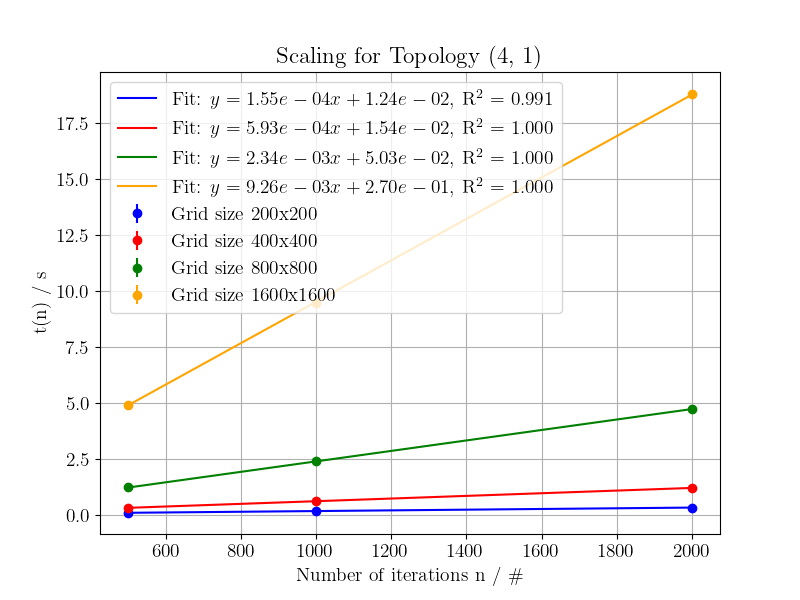 Scaling for Topology (4, 1)
Fit: y = 1.55e − 04x + 1.24e − 02, R² = 0.991
Fit: y = 5.93e − 04x + 1.54e − 02, R² = 1.000
Fit: y = 2.34e − 03x + 5.03e − 02, R² = 1.000
Fit: y = 9.26e − 03x + 2.70e − 01, R² = 1.000
Grid size 200x200
Grid size 400x400
Grid size 800x800
Grid size 1600x1600
17.5
15.0
12.5
10.0
7.5
5.0
2.5
0.0
t(n) / s
600 800 1000 1200 1400 1600 1800 2000
Number of iterations n / #